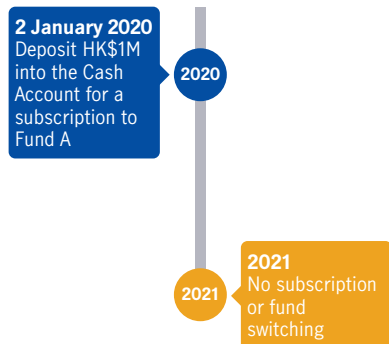 2 January 2020
Deposit HK$1M
into the Cash
Account for a
subscription to
Fund A
2020
2021
2021
No subscription
or fund
switching